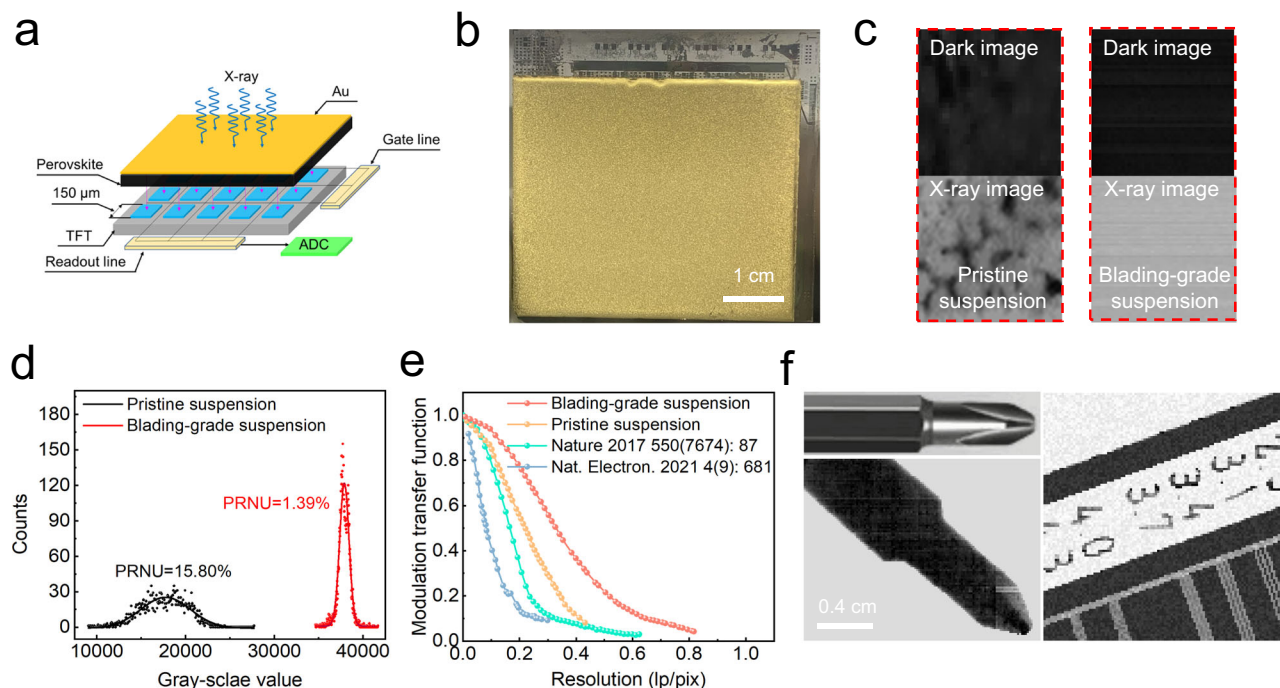 a
X-ray
Au
Perovskite
Gate line
150 μm
TFT
ADC
Readout line
b
1 cm
c
Dark image
X-ray image
Pristine
suspension
Dark image
X-ray image
Blading-grade
suspension
d
Pristine suspension
Blading-grade suspension
PRNU=1.39%
PRNU=15.80%
Counts
180
150
120
90
60
30
0
10000 20000 30000 40000
Gray-sclae value
e
Blading-grade suspension
Pristine suspension
Nature 2017 550(7674): 87
Nat. Electron. 2021 4(9): 681
Modulation transfer function
1.0
0.8
0.6
0.4
0.2
0.0
0.0 0.2 0.4 0.6 0.8 1.0
Resolution (lp/pix)
f
0.4 cm